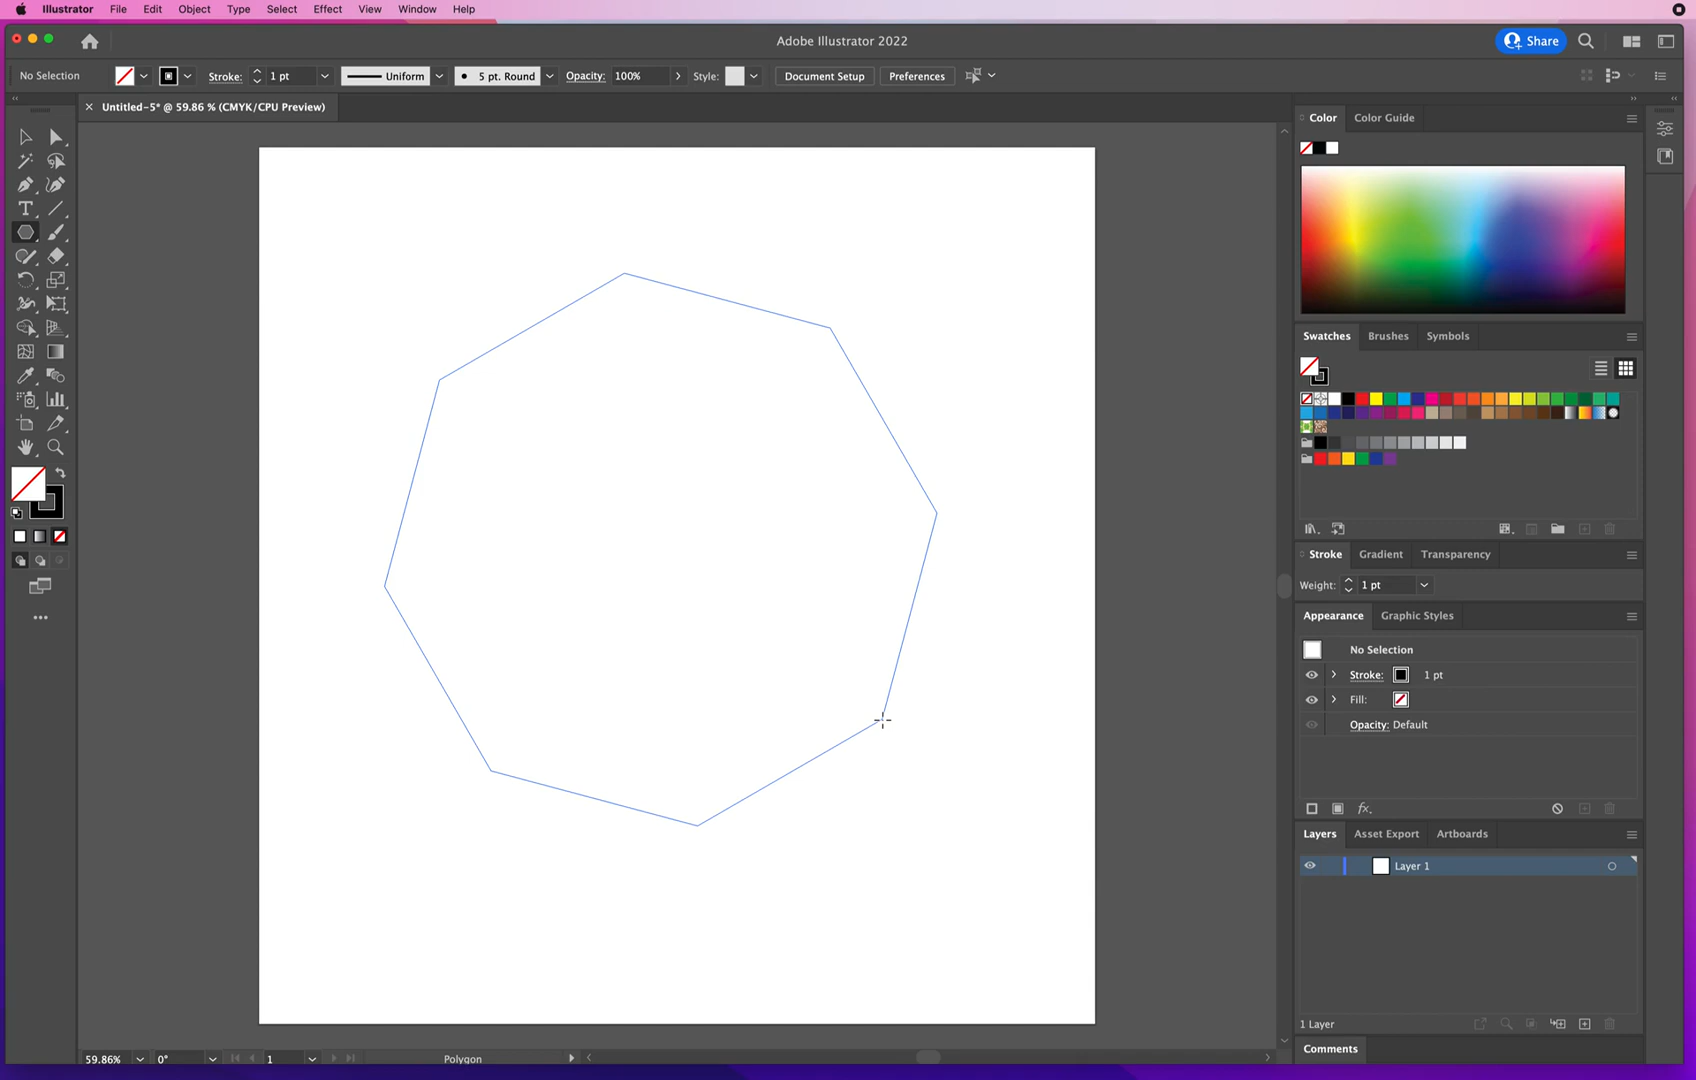 Illustrator File Edit Object Type Select Effect View Window Help
Adobe Illustrator 2022
Share
No Selection Stroke: 1 pt Uniform 5 pt. Round Opacity: 100% Style: Document Setup Preferences
Untitled-5* @ 59.86 % (CMYK/CPU Preview)
Color Color Guide
Swatches Brushes Symbols
Stroke Gradient Transparency
Weight: 1 pt
Appearance Graphic Styles
No Selection
Stroke: 1 pt
Fill:
Opacity: Default
fx.
Layers Asset Export Artboards
Layer 1
1 Layer
Comments
59.86% 0° 1 Polygon